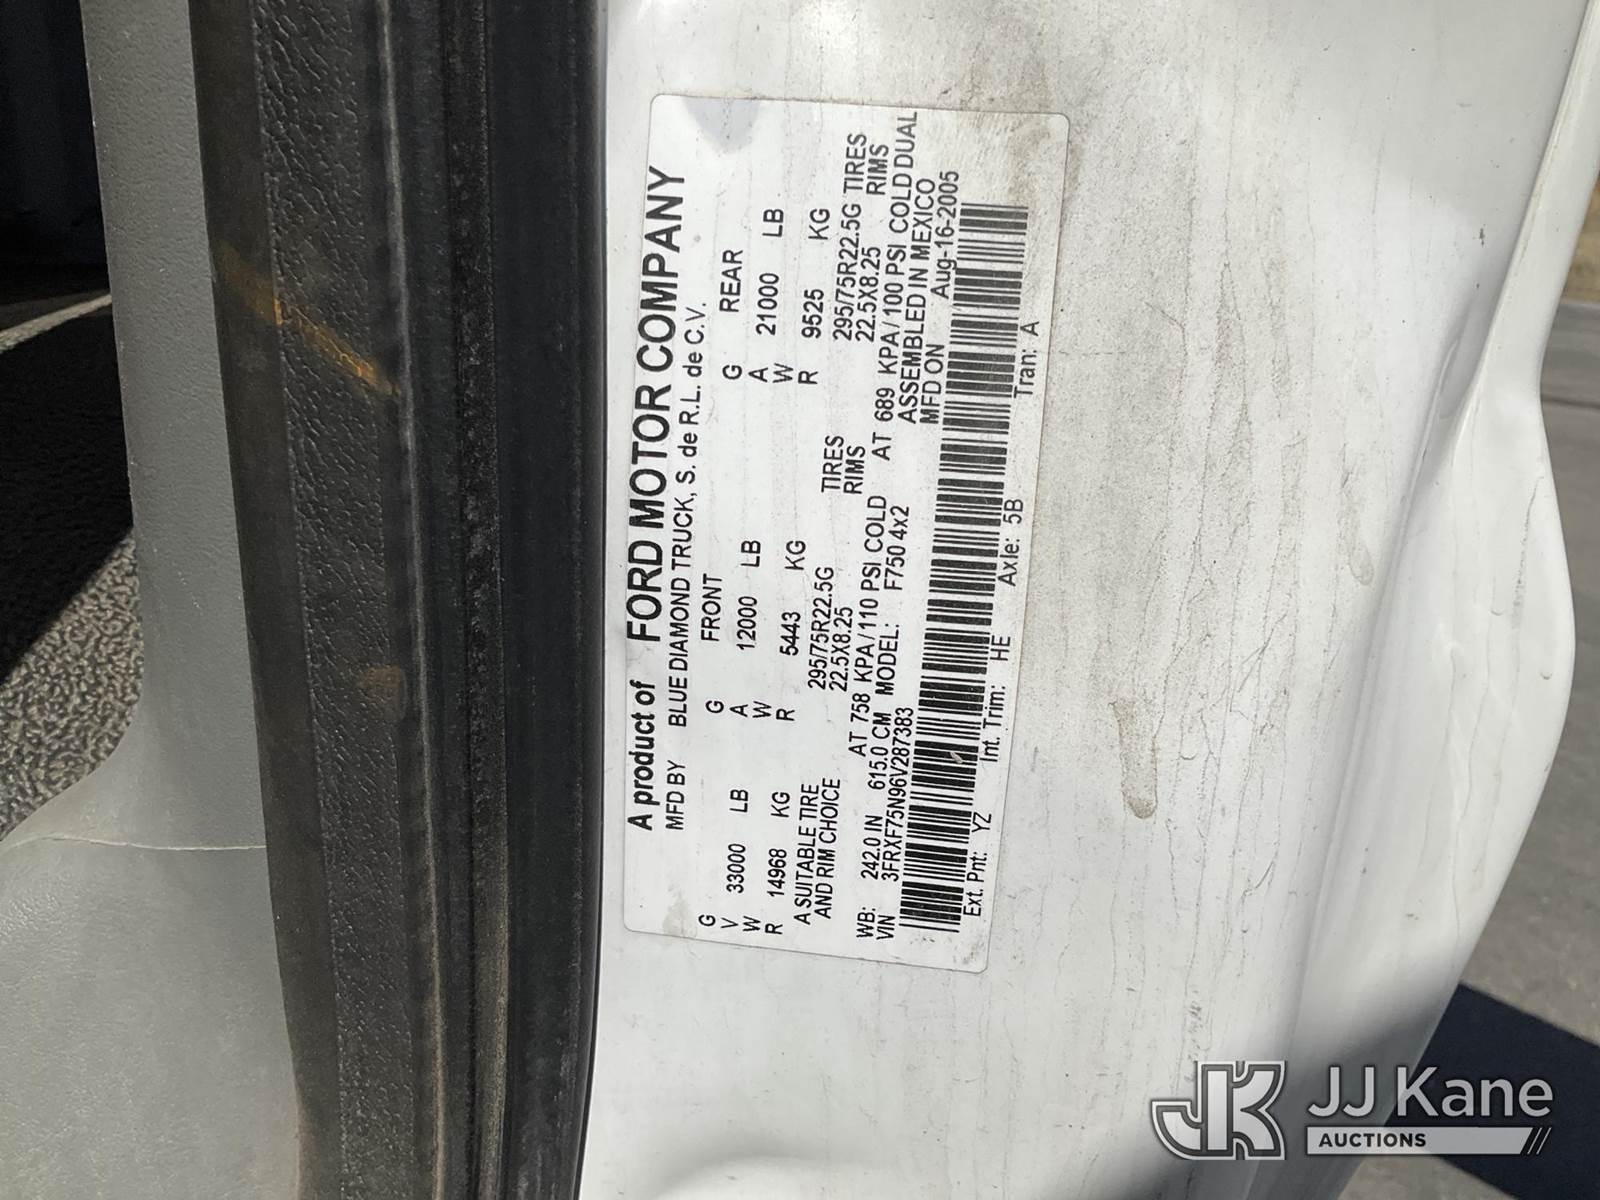 A product of FORD MOTOR COMPANY
MFD BY BLUE DIAMOND TRUCK, S. de R.L. de C.V.
G G FRONT G REAR
V 33000 LB A 12000 LB A 21000 LB
W W W
R 14968 KG R 5443 KG R 9525 KG
A SUITABLE TIRE 295/75R22.5G TIRES 295/75R22.5G TIRES
AND RIM CHOICE 22.5X8.25 RIMS 22.5X8.25 RIMS
AT 758 KPA/110 PSI COLD AT 689 KPA/100 PSI COLD DUAL
WB: 242.0 IN 615.0 CM MODEL: F750 4x2 ASSEMBLED IN MEXICO
VIN 3FRXF75N96V287383 MFD ON Aug-16-2005
Ext. Pnt: YZ Int. Trim: HE Axle: 5B Tran: A
JK JJ Kane
AUCTIONS